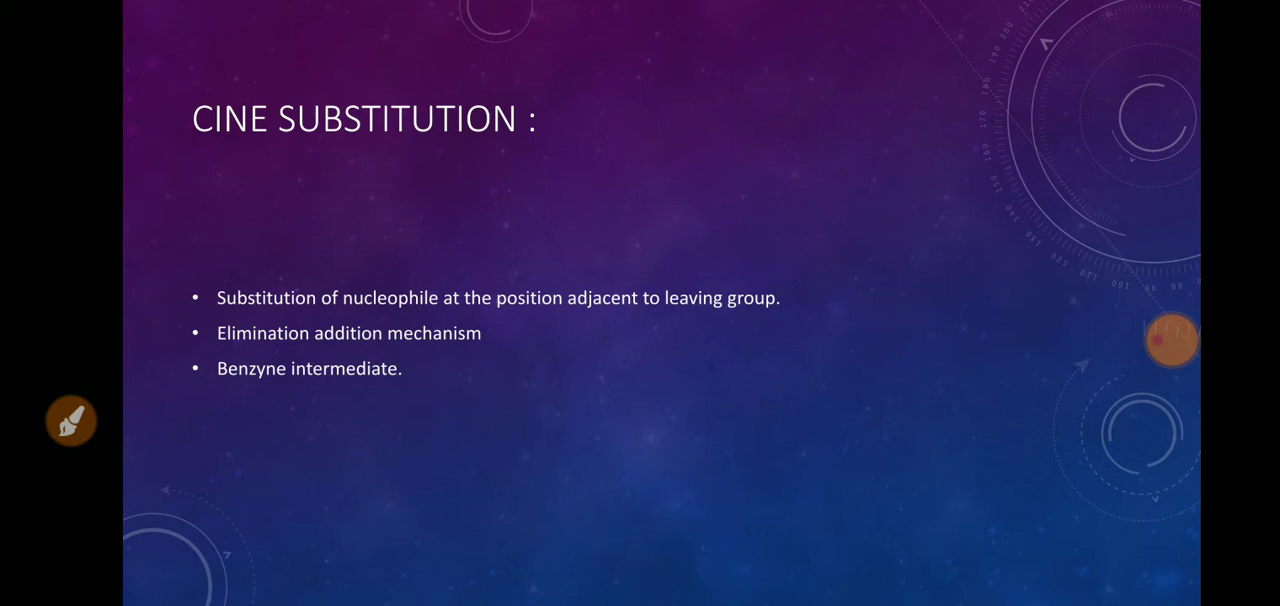 CINE SUBSTITUTION :
• Substitution of nucleophile at the position adjacent to leaving group.
• Elimination addition mechanism
• Benzyne intermediate.